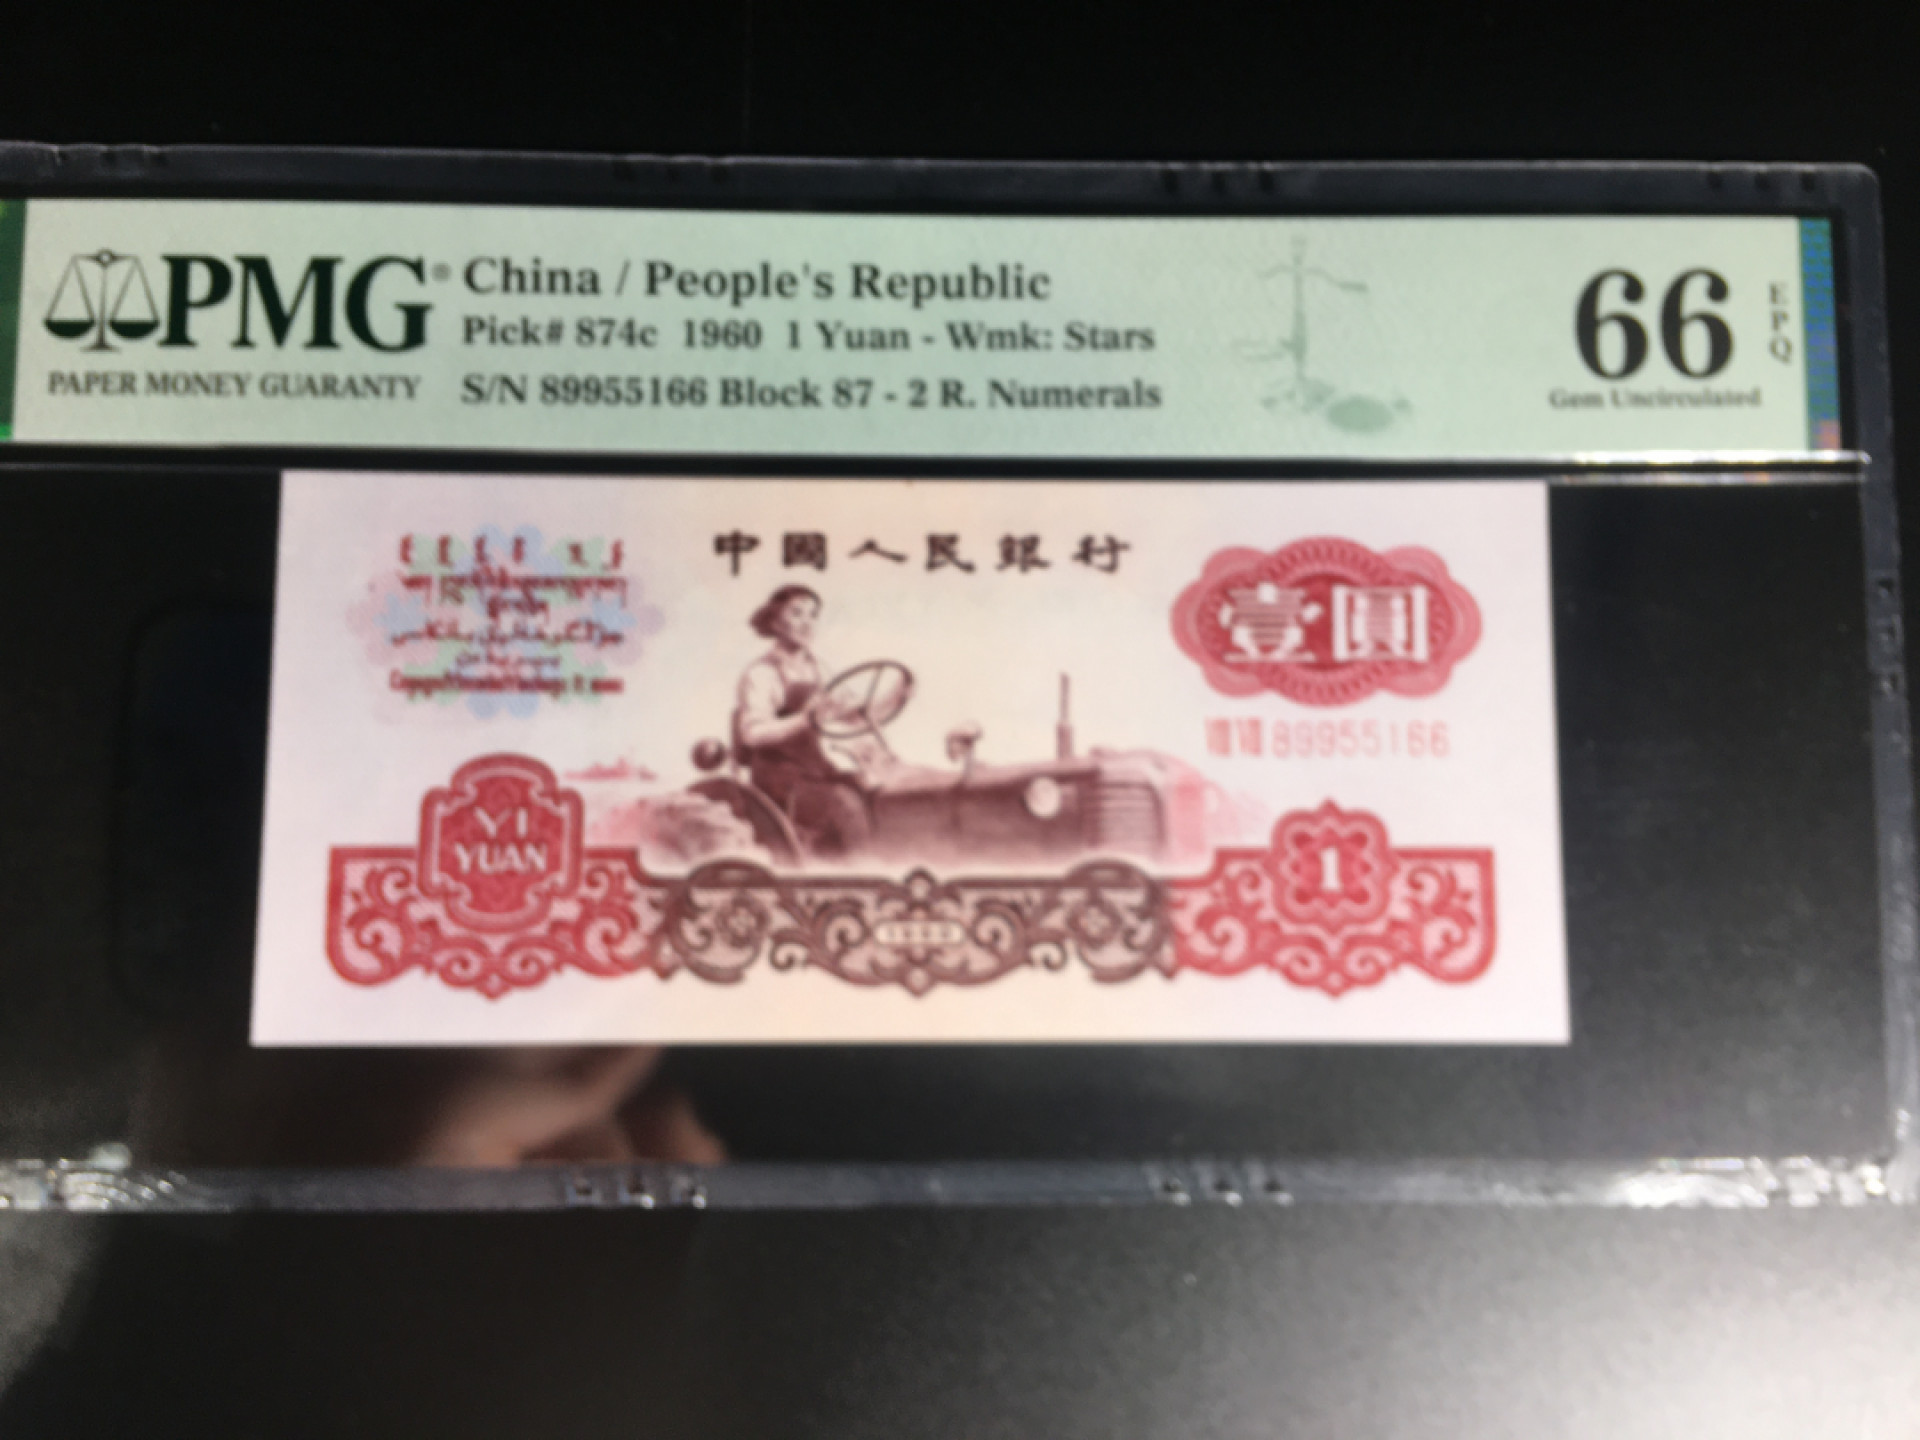 PMG®
PAPER MONEY GUARANTY
China / People's Republic
Pick# 874c 1960 1 Yuan - Wmk: Stars
S/N 89955166 Block 87 - 2 R. Numerals
66
EPQ
Gem Uncirculated
中國人民銀行
壹圓
89955166
YI
YUAN
1
1960